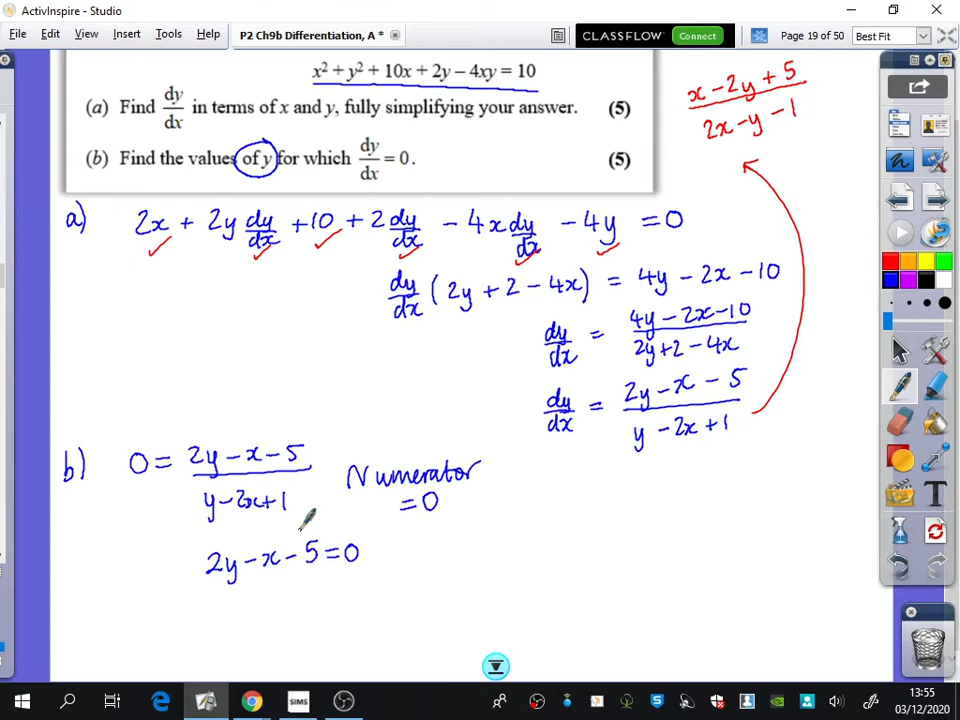 ActivInspire - Studio
File Edit View Insert Tools Help P2 Ch9b Differentiation, A * CLASSFLOW Connect Page 19 of 50 Best Fit
x² + y² + 10x + 2y – 4xy = 10
(a) Find dy/dx in terms of x and y, fully simplifying your answer. (5)
(b) Find the values of y for which dy/dx = 0. (5)
x - 2y + 5 / 2x - y - 1
a) 2x + 2y dy/dx + 10 + 2 dy/dx - 4x dy/dx - 4y = 0
dy/dx (2y + 2 - 4x) = 4y - 2x - 10
dy/dx = 4y - 2x - 10 / 2y + 2 - 4x
dy/dx = 2y - x - 5 / y - 2x + 1
b) 0 = 2y - x - 5 / y - 2x + 1 Numerator = 0
2y - x - 5 = 0
SIMS
13:55
03/12/2020